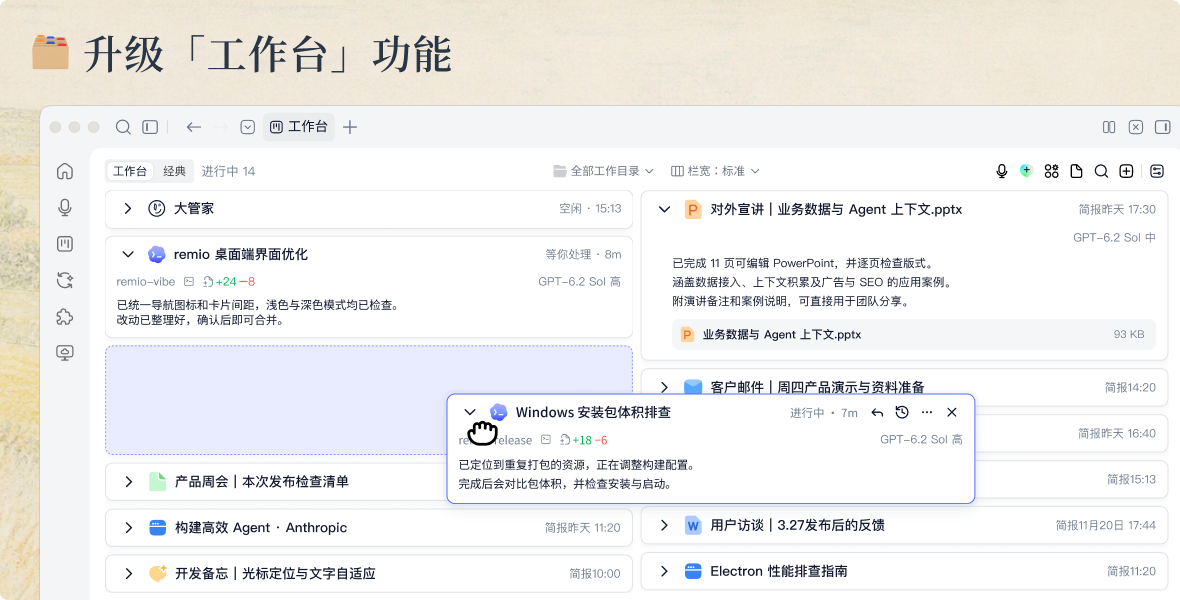 升级「工作台」功能
工作台
工作台 经典 进行中 14
全部工作目录
栏宽：标准
大管家
空闲 · 15:13
remio 桌面端界面优化
等你处理 · 8m
remio-vibe +24 −8
GPT-6.2 Sol 高
已统一导航图标和卡片间距，浅色与深色模式均已检查。
改动已整理好，确认后即可合并。
对外宣讲｜业务数据与 Agent 上下文.pptx
简报昨天 17:30
GPT-6.2 Sol 中
已完成 11 页可编辑 PowerPoint，并逐页检查版式。
涵盖数据接入、上下文积累及广告与 SEO 的应用案例。
附演讲备注和案例说明，可直接用于团队分享。
P 业务数据与 Agent 上下文.pptx
93 KB
客户邮件｜周四产品演示与资料准备
简报14:20
Windows 安装包体积排查
进行中 · 7m
release +18 −6
GPT-6.2 Sol 高
已定位到重复打包的资源，正在调整构建配置。
完成后会对比包体积，并检查安装与启动。
简报昨天 16:40
简报15:13
产品周会｜本次发布检查清单
构建高效 Agent · Anthropic
简报昨天 11:20
开发备忘｜光标定位与文字自适应
简报10:00
W 用户访谈｜3.27发布后的反馈
简报11月20日 17:44
Electron 性能排查指南
简报11:20